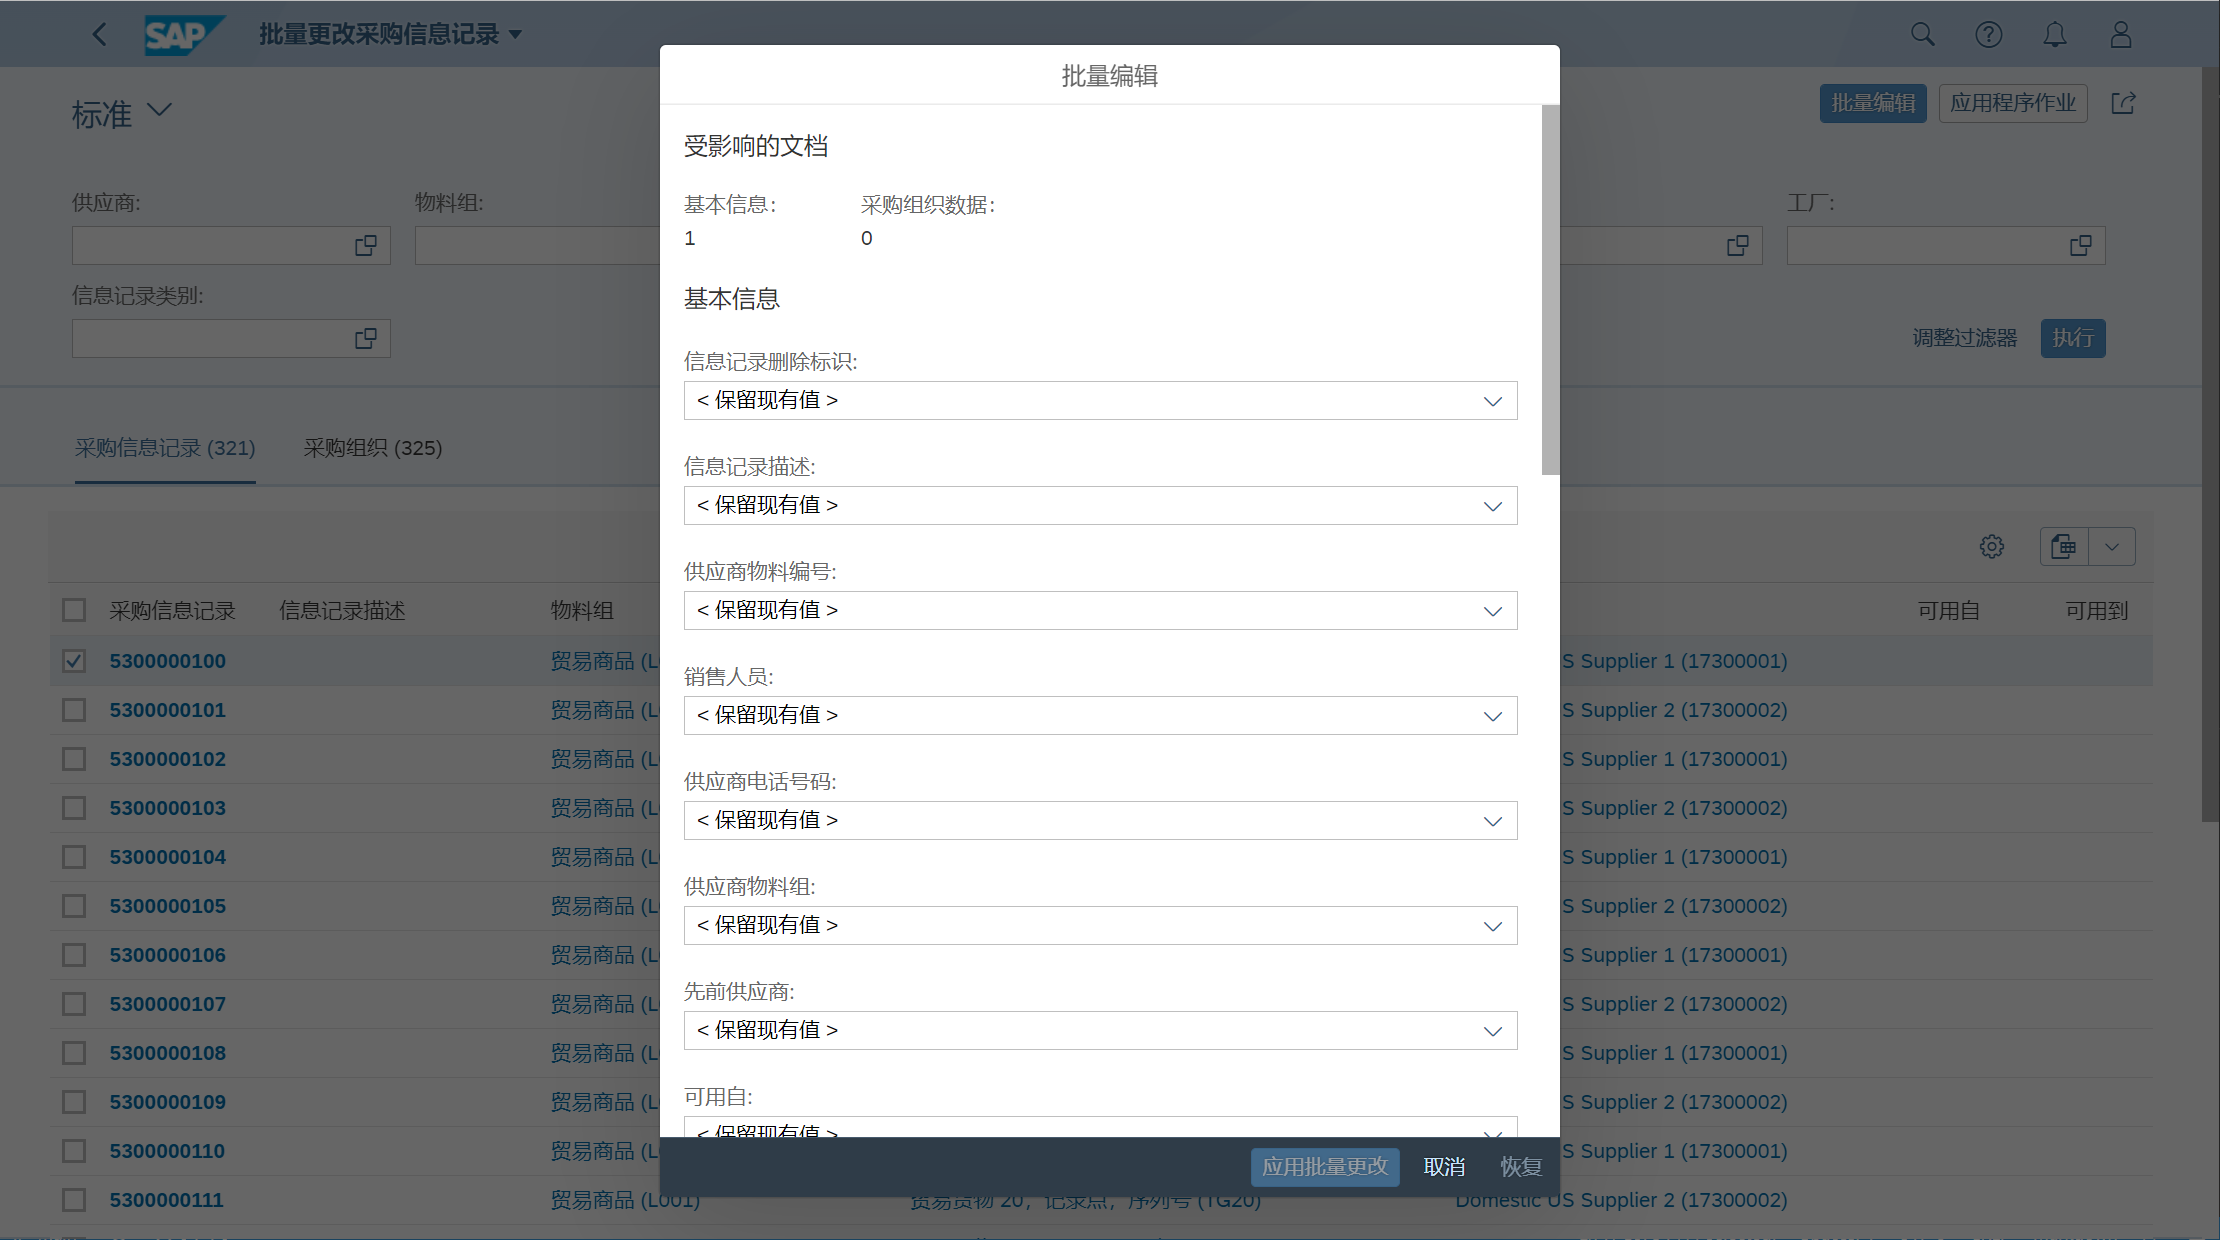 SAP 批量更改采购信息记录
标准
批量编辑 应用程序作业
供应商: 物料组: 工厂:
信息记录类别:
调整过滤器 执行
采购信息记录 (321) 采购组织 (325)
采购信息记录 信息记录描述 物料组 可用自 可用到
5300000100 贸易商品 (L S Supplier 1 (17300001)
5300000101 贸易商品 (L S Supplier 2 (17300002)
5300000102 贸易商品 (L S Supplier 1 (17300001)
5300000103 贸易商品 (L S Supplier 2 (17300002)
5300000104 贸易商品 (L S Supplier 1 (17300001)
5300000105 贸易商品 (L S Supplier 2 (17300002)
5300000106 贸易商品 (L S Supplier 1 (17300001)
5300000107 贸易商品 (L S Supplier 2 (17300002)
5300000108 贸易商品 (L S Supplier 1 (17300001)
5300000109 贸易商品 (L S Supplier 2 (17300002)
5300000110 贸易商品 (L S Supplier 1 (17300001)
5300000111 贸易商品 (L001) 贸易货物 20，记录点，序列号 (TG20) Domestic US Supplier 2 (17300002)
批量编辑
受影响的文档
基本信息: 采购组织数据:
1 0
基本信息
信息记录删除标识:
< 保留现有值 >
信息记录描述:
< 保留现有值 >
供应商物料编号:
< 保留现有值 >
销售人员:
< 保留现有值 >
供应商电话号码:
< 保留现有值 >
供应商物料组:
< 保留现有值 >
先前供应商:
< 保留现有值 >
可用自:
< 保留现有值 >
应用批量更改 取消 恢复